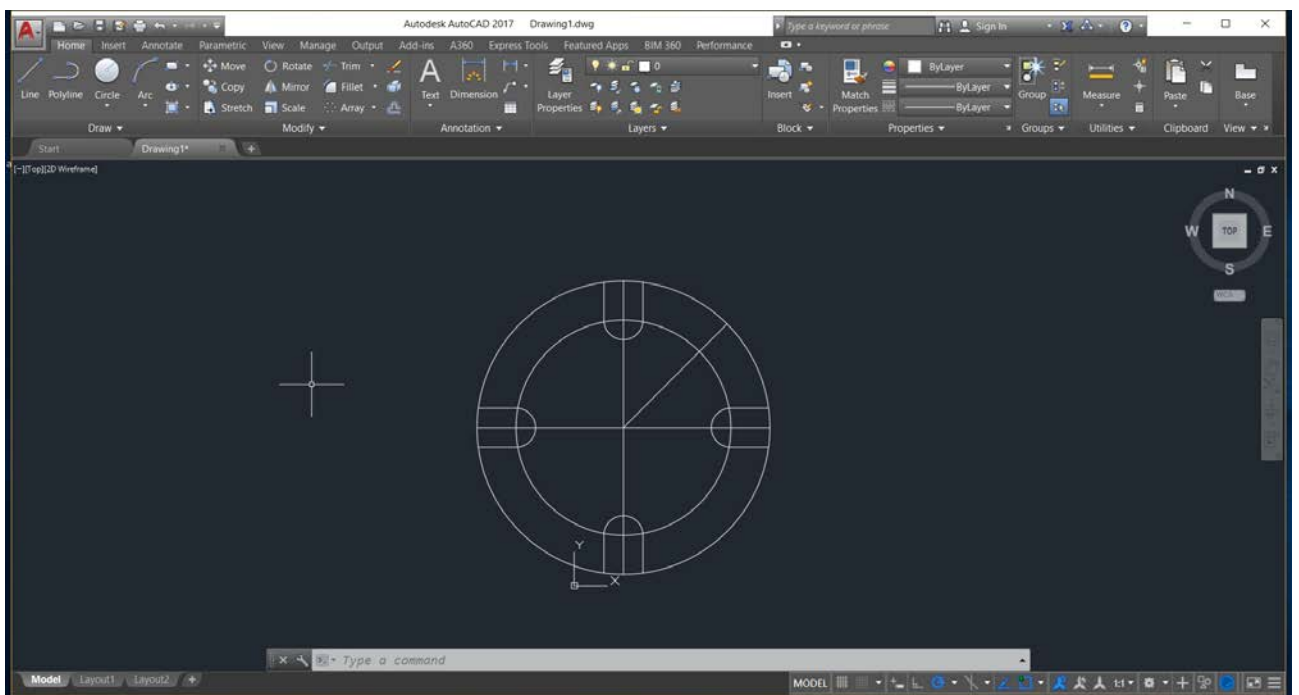 Autodesk AutoCAD 2017 Drawing1.dwg Type a keyword or phrase Sign In
Home Insert Annotate Parametric View Manage Output Add-ins A360 Express Tools Featured Apps BIM 360 Performance
Move Rotate Trim 0 ByLayer
Line Polyline Circle Arc Copy Mirror Fillet Text Dimension Layer Properties Insert Match Properties ByLayer Group Measure Paste Base
Stretch Scale Array ByLayer
Draw Modify Annotation Layers Block Properties Groups Utilities Clipboard View
Start Drawing1*
[−][Top][2D Wireframe]
N
W TOP E
S
WCS
Y
X
Type a command
Model Layout1 Layout2 MODEL 1:1